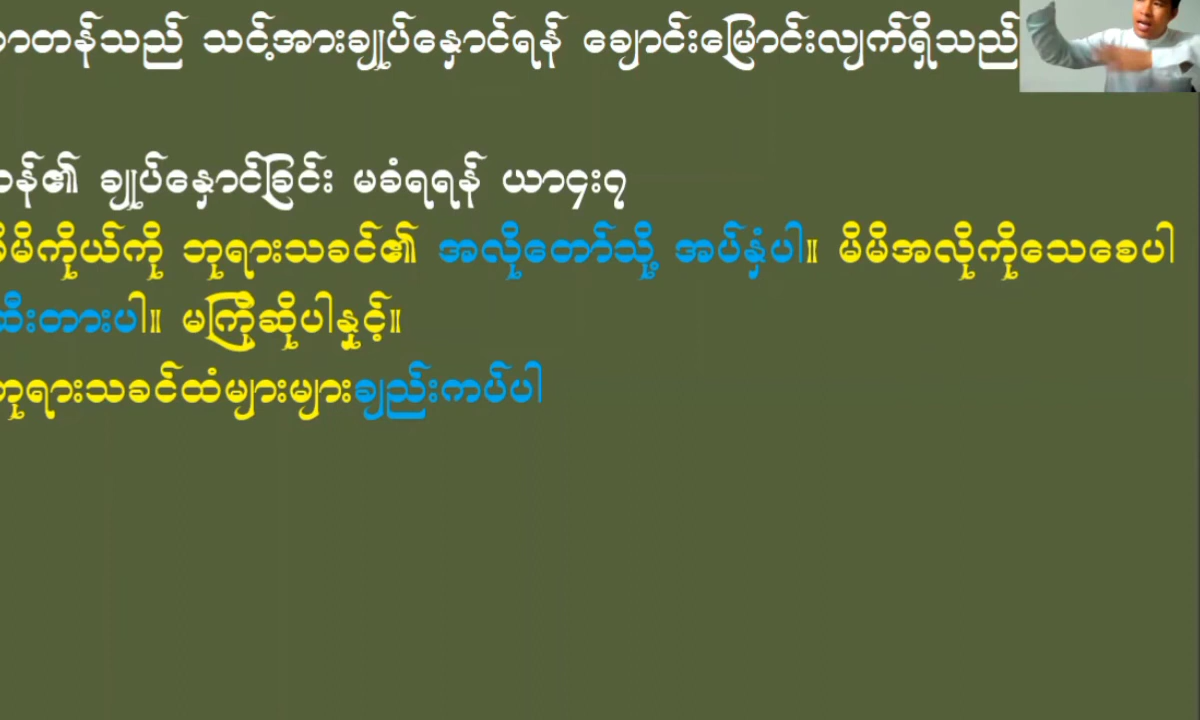 စာတန်သည် သင့်အားချုပ်နှောင်ရန် ချောင်းမြောင်းလျက်ရှိသည်
တန်၏ ချုပ်နှောင်ခြင်း မခံရရန် ယာ၄း၇
မိမိကိုယ်ကို ဘုရားသခင်၏ အလိုတော်သို့ အပ်နှံပါ။ မိမိအလိုကိုသေစေပါ
ဆီးတားပါ။ မကြိုဆိုပါနှင့်။
ဘုရားသခင်ထံများများချည်းကပ်ပါ